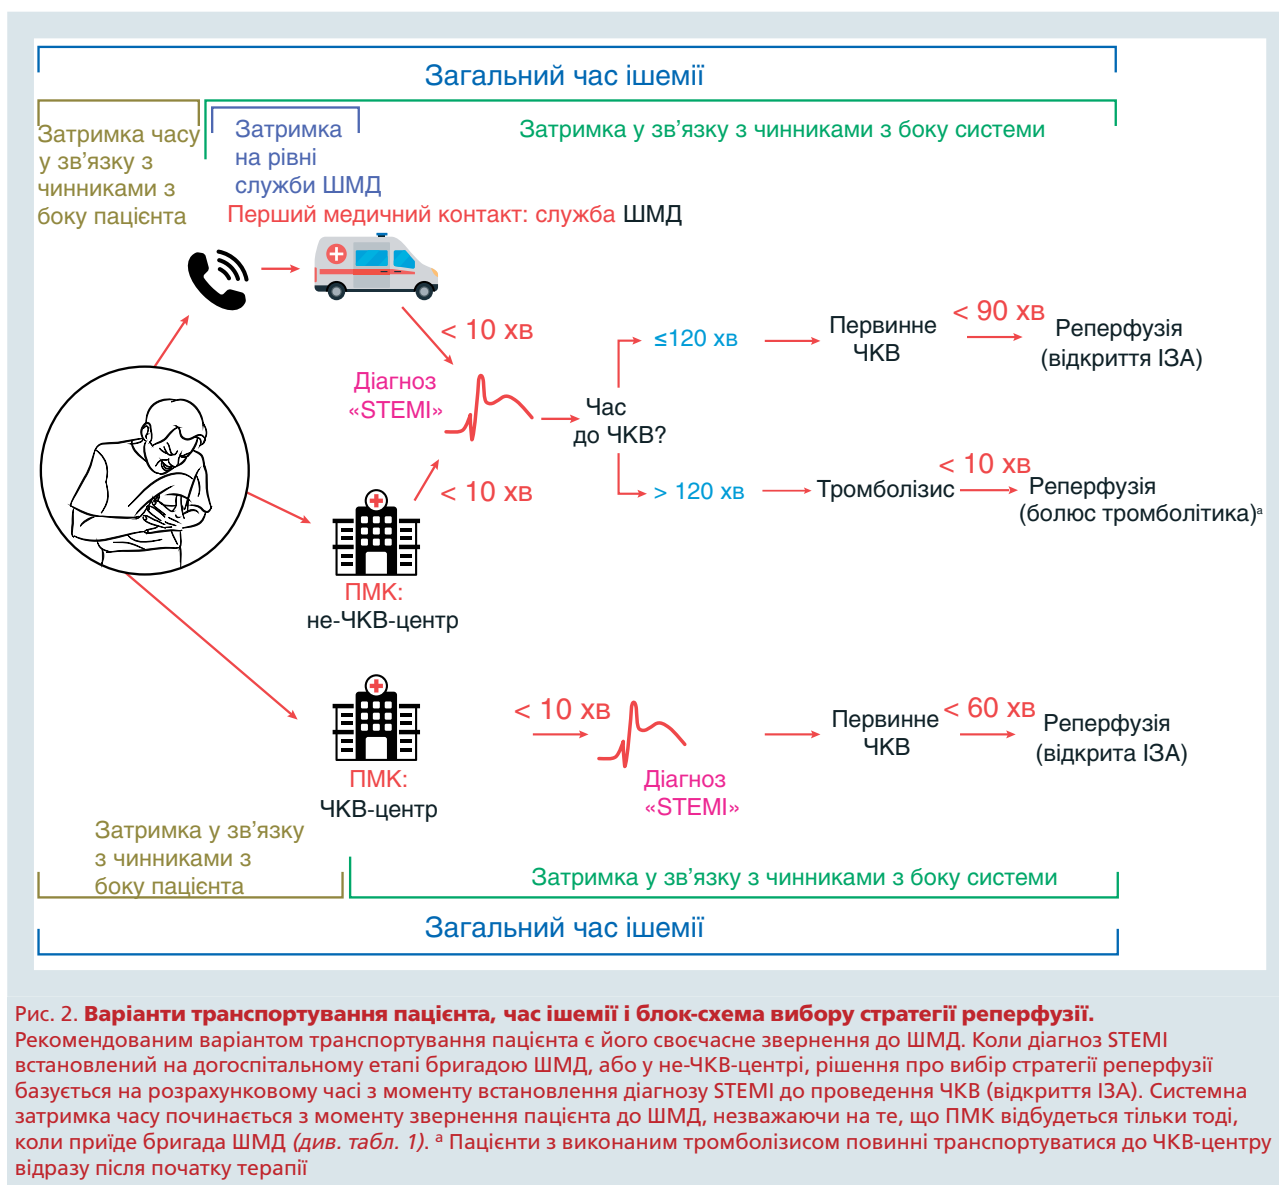 Загальний час ішемії
Затримка часу
у зв'язку з
чинниками з
боку пацієнта
Затримка
на рівні
служби ШМД
Затримка у зв'язку з чинниками з боку системи
Перший медичний контакт: служба ШМД
< 10 хв
Діагноз
«STEMI»
< 10 хв
Час
до ЧКВ?
≤120 хв
Первинне
ЧКВ
< 90 хв
Реперфузія
(відкриття ІЗА)
> 120 хв
Тромболізис
< 10 хв
Реперфузія
(болюс тромболітика)ª
ПМК:
не-ЧКВ-центр
ПМК:
ЧКВ-центр
< 10 хв
Діагноз
«STEMI»
Первинне
ЧКВ
< 60 хв
Реперфузія
(відкрита ІЗА)
Затримка у зв'язку
з чинниками з
боку пацієнта
Затримка у зв'язку з чинниками з боку системи
Загальний час ішемії
Рис. 2. Варіанти транспортування пацієнта, час ішемії і блок-схема вибору стратегії реперфузії.
Рекомендованим варіантом транспортування пацієнта є його своєчасне звернення до ШМД. Коли діагноз STEMI
встановлений на догоспітальному етапі бригадою ШМД, або у не-ЧКВ-центрі, рішення про вибір стратегії реперфузії
базується на розрахунковому часі з моменту встановлення діагнозу STEMI до проведення ЧКВ (відкриття ІЗА). Системна
затримка часу починається з моменту звернення пацієнта до ШМД, незважаючи на те, що ПМК відбудеться тільки тоді,
коли приїде бригада ШМД (див. табл. 1). ª Пацієнти з виконаним тромболізисом повинні транспортуватися до ЧКВ-центру
відразу після початку терапії